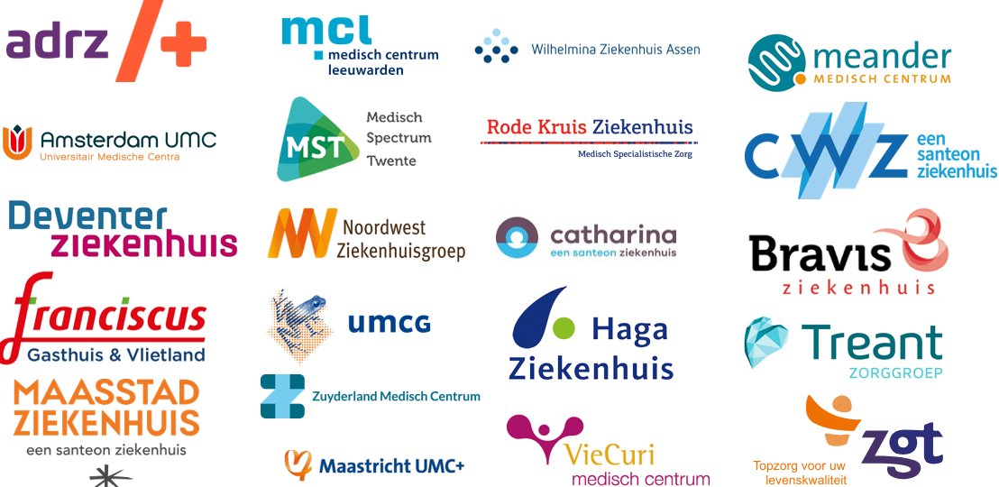 adrz
mcl
medisch centrum
leeuwarden
Wilhelmina Ziekenhuis Assen
meander
MEDISCH CENTRUM
Amsterdam UMC
Universitair Medische Centra
MST
Medisch
Spectrum
Twente
Rode Kruis Ziekenhuis
Medisch Specialistische Zorg
CWZ
een
santeon
ziekenhuis
Deventer
ziekenhuis
Noordwest
Ziekenhuisgroep
catharina
een santeon ziekenhuis
Bravis
ziekenhuis
franciscus
Gasthuis & Vlietland
umcg
Haga
Ziekenhuis
Treant
ZORGGROEP
MAASSTAD
ZIEKENHUIS
een santeon ziekenhuis
Zuyderland Medisch Centrum
Maastricht UMC+
VieCuri
medisch centrum
zgt
Topzorg voor uw
levenskwaliteit